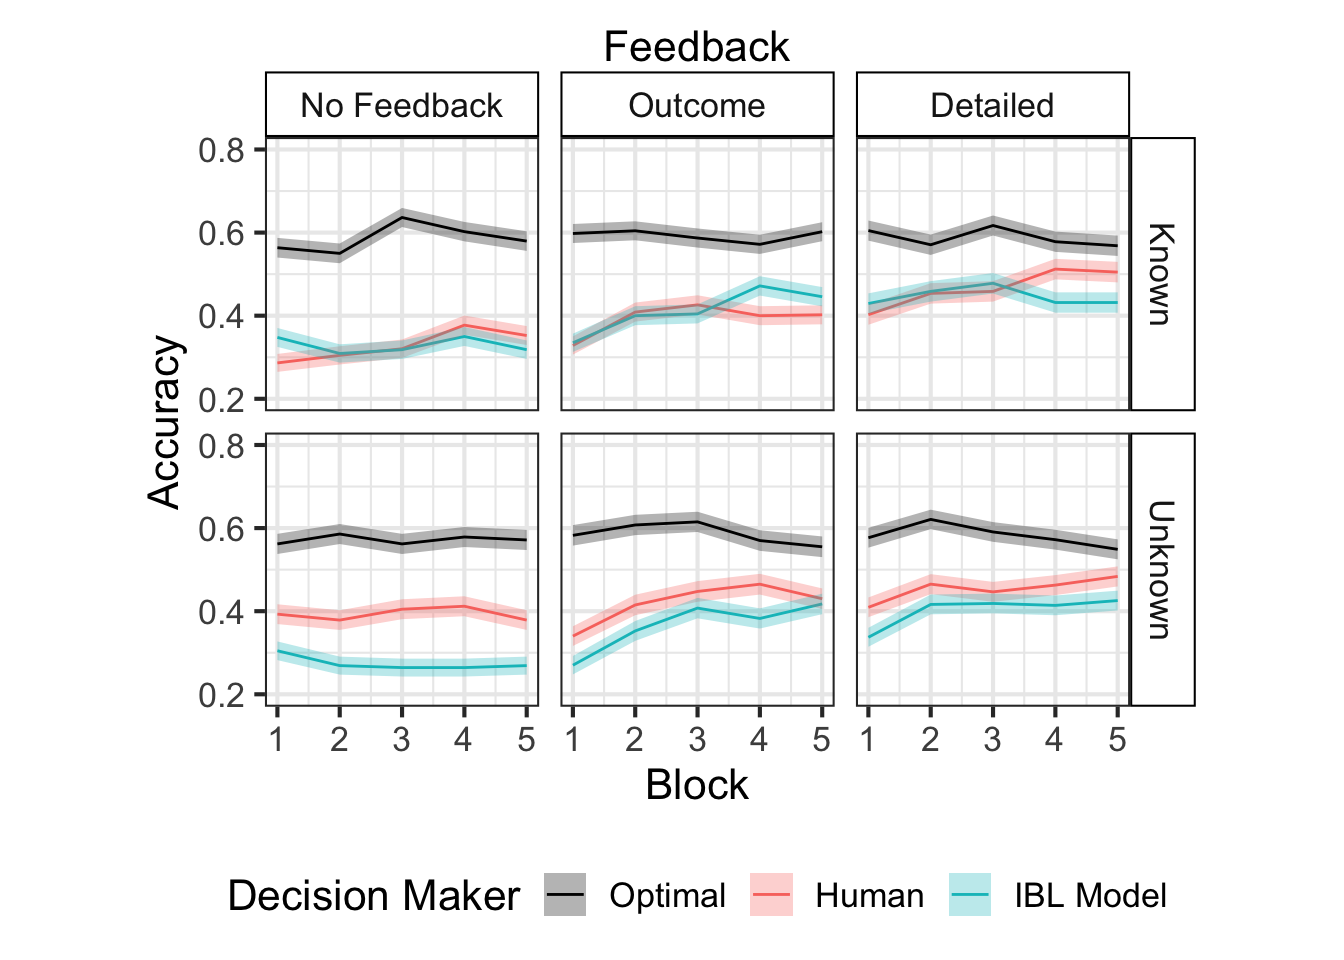 Feedback
No Feedback Outcome Detailed
0.8
0.6
0.4
0.2
Known
0.8
0.6
0.4
0.2
Unknown
Accuracy
1 2 3 4 5 1 2 3 4 5 1 2 3 4 5
Block
Decision Maker Optimal Human IBL Model